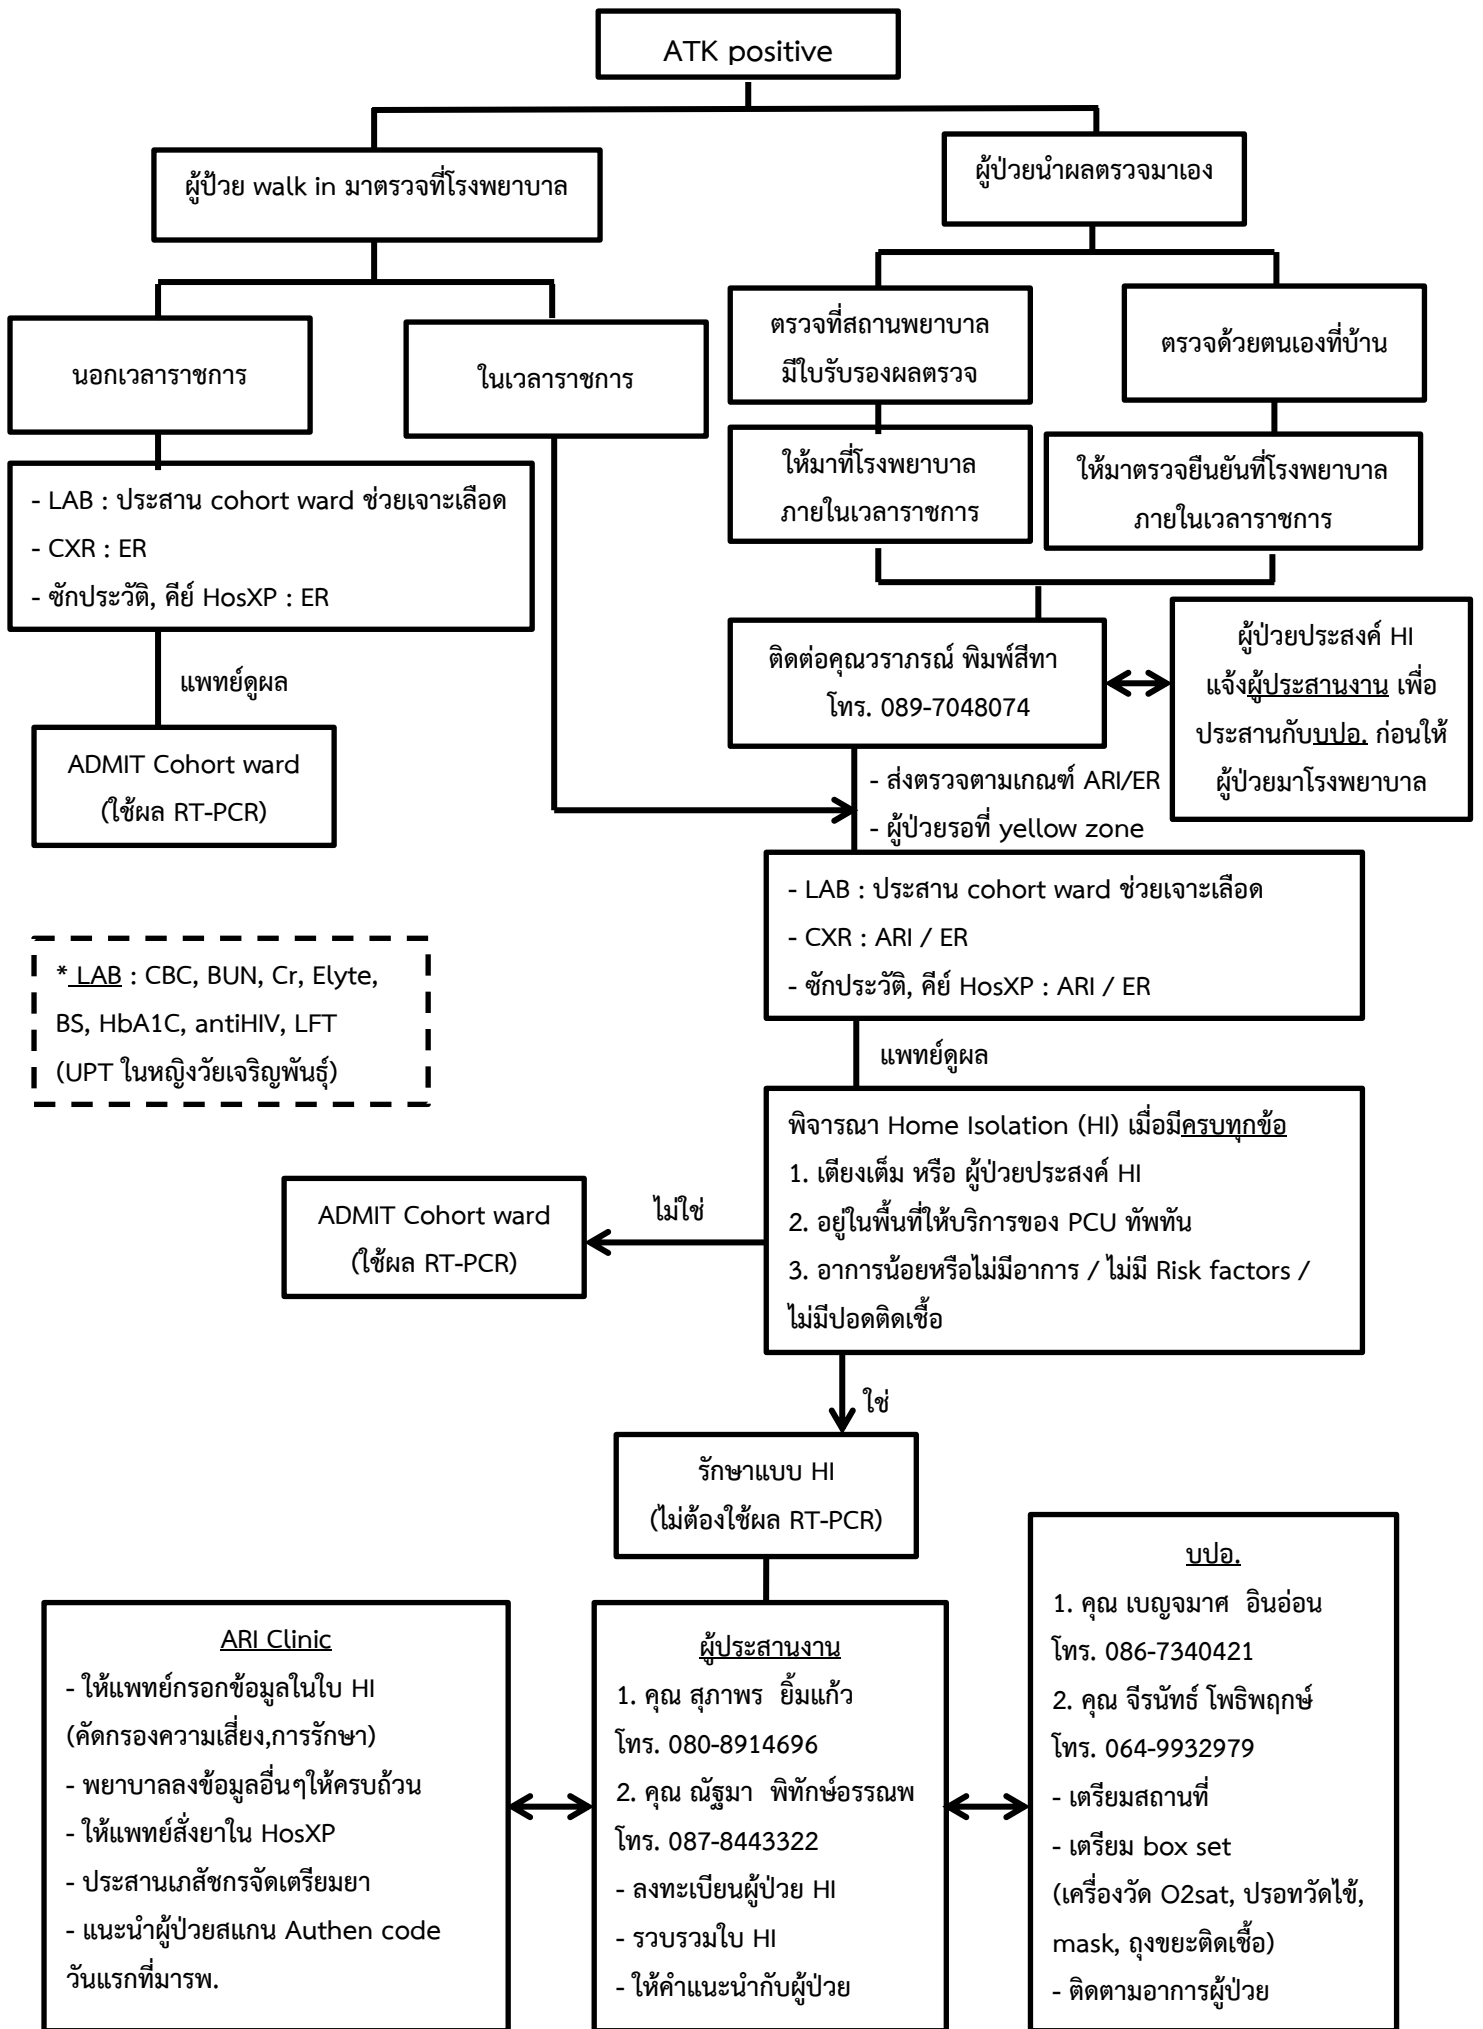 ATK positive
ผู้ป้วย walk in มาตรวจที่โรงพยาบาล
ผู้ป่วยนำผลตรวจมาเอง
นอกเวลาราชการ
ในเวลาราชการ
ตรวจที่สถานพยาบาล
มีใบรับรองผลตรวจ
ตรวจด้วยตนเองที่บ้าน
- LAB : ประสาน cohort ward ช่วยเจาะเลือด
- CXR : ER
- ซักประวัติ, คีย์ HosXP : ER
ให้มาที่โรงพยาบาล
ภายในเวลาราชการ
ให้มาตรวจยืนยันที่โรงพยาบาล
ภายในเวลาราชการ
แพทย์ดูผล
ADMIT Cohort ward
(ใช้ผล RT-PCR)
ติดต่อคุณวราภรณ์ พิมพ์สีทา
โทร. 089-7048074
ผู้ป่วยประสงค์ HI
แจ้งผู้ประสานงาน เพื่อ
ประสานกับบปอ. ก่อนให้
ผู้ป่วยมาโรงพยาบาล
- ส่งตรวจตามเกณฑ์ ARI/ER
- ผู้ป่วยรอที่ yellow zone
- LAB : ประสาน cohort ward ช่วยเจาะเลือด
- CXR : ARI / ER
- ซักประวัติ, คีย์ HosXP : ARI / ER
* LAB : CBC, BUN, Cr, Elyte,
BS, HbA1C, antiHIV, LFT
(UPT ในหญิงวัยเจริญพันธุ์)
แพทย์ดูผล
พิจารณา Home Isolation (HI) เมื่อมีครบทุกข้อ
1. เตียงเต็ม หรือ ผู้ป่วยประสงค์ HI
2. อยู่ในพื้นที่ให้บริการของ PCU ทัพทัน
3. อาการน้อยหรือไม่มีอาการ / ไม่มี Risk factors /
ไม่มีปอดติดเชื้อ
ไม่ใช่
ADMIT Cohort ward
(ใช้ผล RT-PCR)
ใช่
รักษาแบบ HI
(ไม่ต้องใช้ผล RT-PCR)
ARI Clinic
- ให้แพทย์กรอกข้อมูลในใบ HI
(คัดกรองความเสี่ยง,การรักษา)
- พยาบาลลงข้อมูลอื่นๆให้ครบถ้วน
- ให้แพทย์สั่งยาใน HosXP
- ประสานเภสัชกรจัดเตรียมยา
- แนะนำผู้ป่วยสแกน Authen code
วันแรกที่มารพ.
ผู้ประสานงาน
1. คุณ สุภาพร ยิ้มแก้ว
โทร. 080-8914696
2. คุณ ณัฐมา พิทักษ์อรรณพ
โทร. 087-8443322
- ลงทะเบียนผู้ป่วย HI
- รวบรวมใบ HI
- ให้คำแนะนำกับผู้ป่วย
บปอ.
1. คุณ เบญจมาศ อินอ่อน
โทร. 086-7340421
2. คุณ จีรนัทธ์ โพธิพฤกษ์
โทร. 064-9932979
- เตรียมสถานที่
- เตรียม box set
(เครื่องวัด O2sat, ปรอทวัดไข้,
mask, ถุงขยะติดเชื้อ)
- ติดตามอาการผู้ป่วย